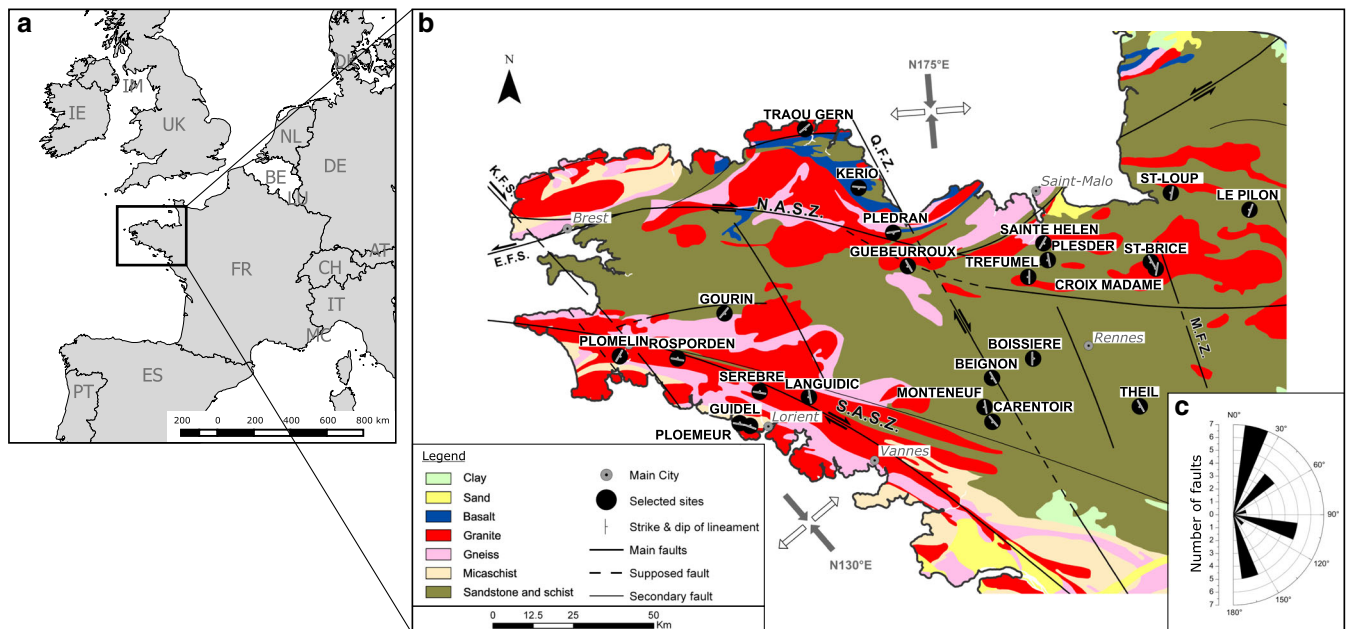 a
IE
IM
UK
DK
NL
DE
BE
LU
FR
CH
AT
IT
MC
ES
PT
200 0 200 400 600 800 km
b
N
N175°E
TRAOU GERN
Q.F.Z.
K.F.S.
KERIO
Saint-Malo
ST-LOUP
LE PILON
Brest
N.A.S.Z.
PLEDRAN
E.F.S.
SAINTE HELEN
PLESDER
ST-BRICE
GUEBEURROUX
TREFUMEL
CROIX MADAME
GOURIN
M.F.Z.
PLOMELIN
ROSPORDEN
BOISSIERE
Rennes
BEIGNON
SEREBRE
LANGUIDIC
MONTENEUF
THEIL
GUIDEL
CARENTOIR
S.A.S.Z.
Lorient
PLOEMEUR
Vannes
N130°E
Legend
Clay
Sand
Basalt
Granite
Gneiss
Micaschist
Sandstone and schist
Main City
Selected sites
Strike & dip of lineament
Main faults
Supposed fault
Secondary fault
0 12.5 25 50
Km
c
Number of faults
7
6
5
4
3
2
1
0
1
2
3
4
5
6
7
N0°
30°
60°
90°
120°
150°
180°